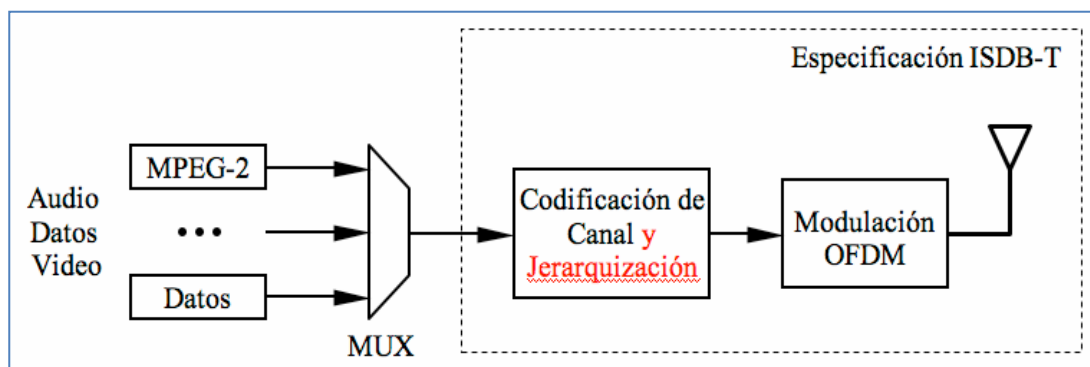 Especificación ISDB-T
MPEG-2
Audio
Datos
Video
Datos
MUX
Codificación de
Canal y
Jerarquización
Modulación
OFDM